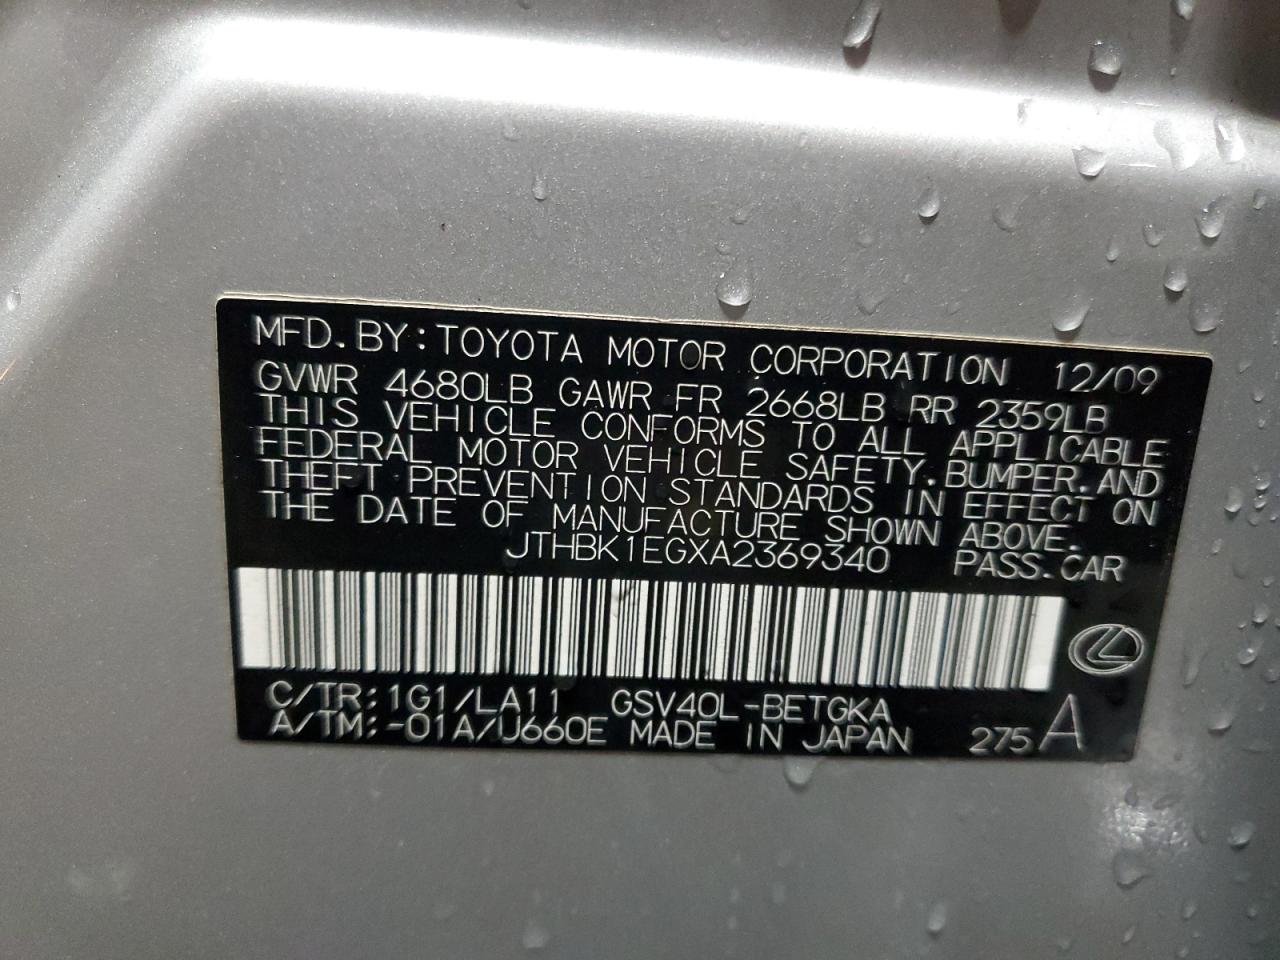 MFD. BY: TOYOTA MOTOR CORPORATION 12/09
GVWR 4680LB GAWR FR 2668LB RR 2359LB
THIS VEHICLE CONFORMS TO ALL APPLICABLE
FEDERAL MOTOR VEHICLE SAFETY. BUMPER. AND
THEFT PREVENTION STANDARDS IN EFFECT ON
THE DATE OF MANUFACTURE SHOWN ABOVE.
JTHBK1EGXA2369340 PASS. CAR
C/TR: 1G1/LA11 GSV40L-BETGKA
A/TM: -01A/U660E MADE IN JAPAN 275 A